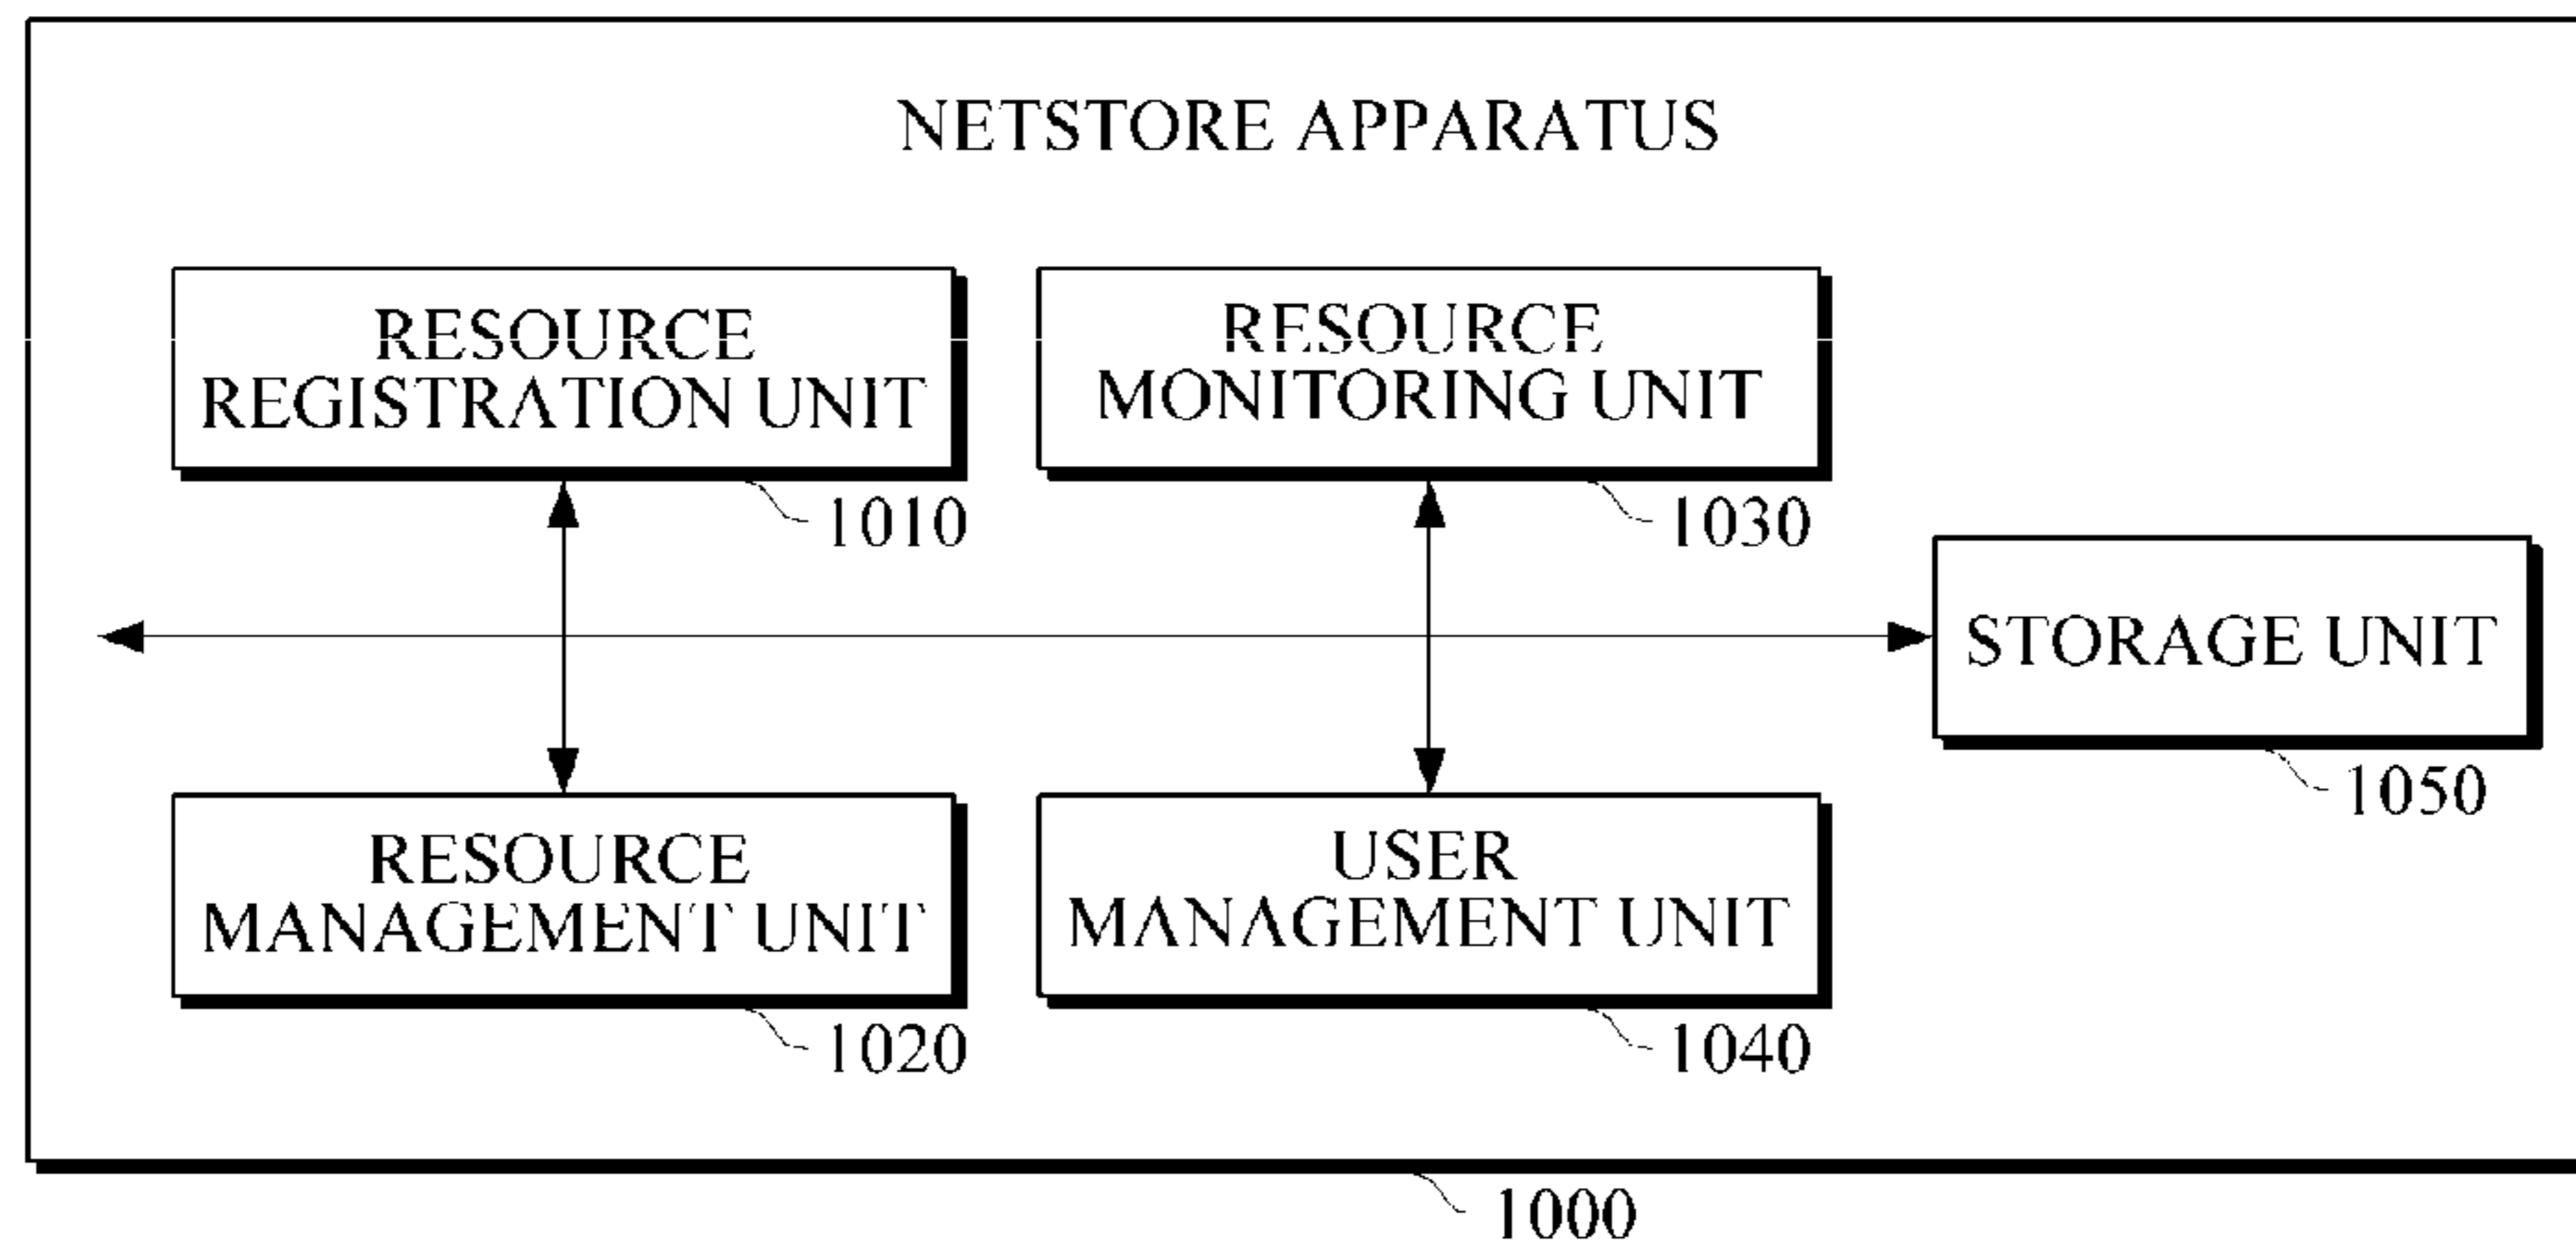 NETSTORE APPARATUS
RESOURCE
REGISTRATION UNIT
1010
RESOURCE
MONITORING UNIT
1030
STORAGE UNIT
1050
RESOURCE
MANAGEMENT UNIT
1020
USER
MANAGEMENT UNIT
1040
1000